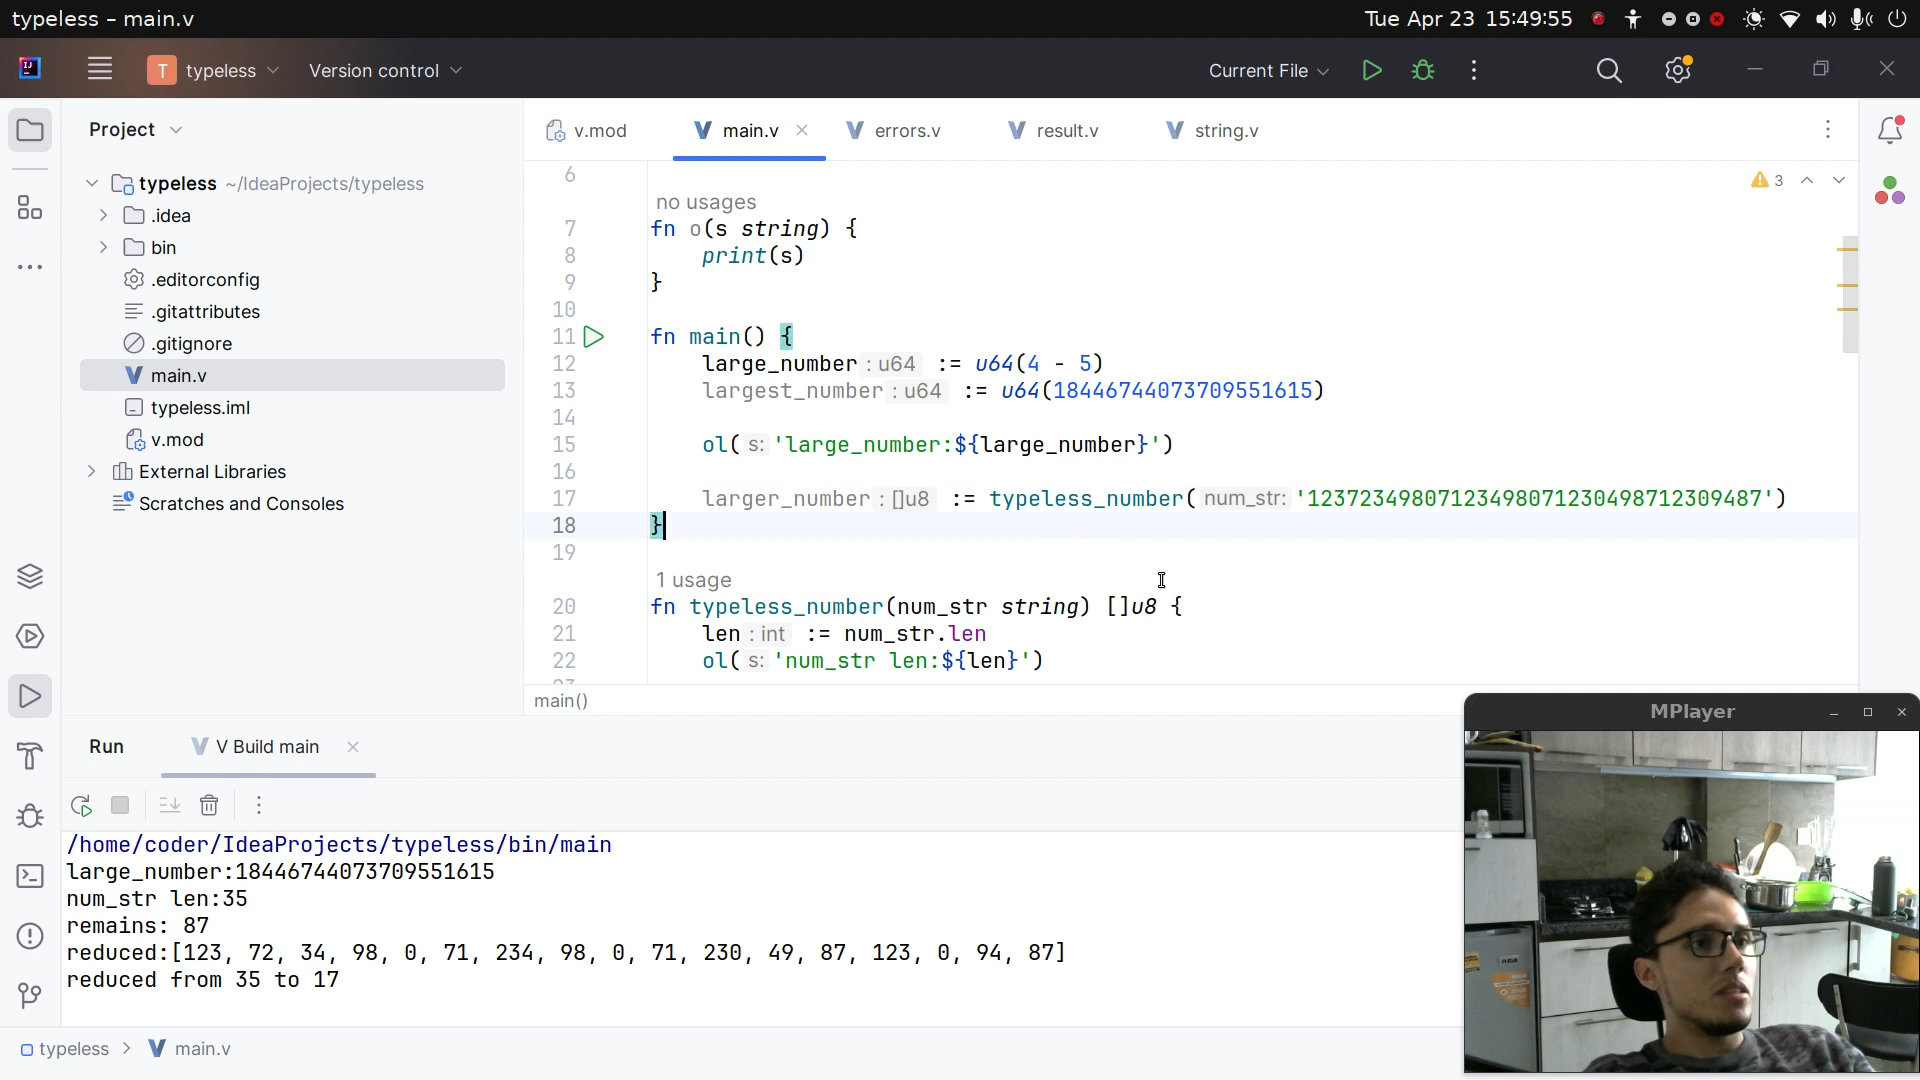 typeless – main.v
Tue Apr 23 15:49:55
IJ
T typeless
Version control
Current File
Project
v.mod
main.v
errors.v
result.v
string.v
typeless ~/IdeaProjects/typeless
.idea
bin
.editorconfig
.gitattributes
.gitignore
main.v
typeless.iml
v.mod
External Libraries
Scratches and Consoles
3
6
no usages
7 fn o(s string) {
8 print(s)
9 }
10
11 fn main() {
12 large_number : u64 := u64(4 - 5)
13 largest_number : u64 := u64(18446744073709551615)
14
15 ol( s: 'large_number:${large_number}')
16
17 larger_number : []u8 := typeless_number( num_str: '12372349807123498071230498712309487')
18 }
19
1 usage
20 fn typeless_number(num_str string) []u8 {
21 len : int := num_str.len
22 ol( s: 'num_str len:${len}')
main()
Run
V Build main
/home/coder/IdeaProjects/typeless/bin/main
large_number:18446744073709551615
num_str len:35
remains: 87
reduced:[123, 72, 34, 98, 0, 71, 234, 98, 0, 71, 230, 49, 87, 123, 0, 94, 87]
reduced from 35 to 17
MPlayer
typeless > main.v